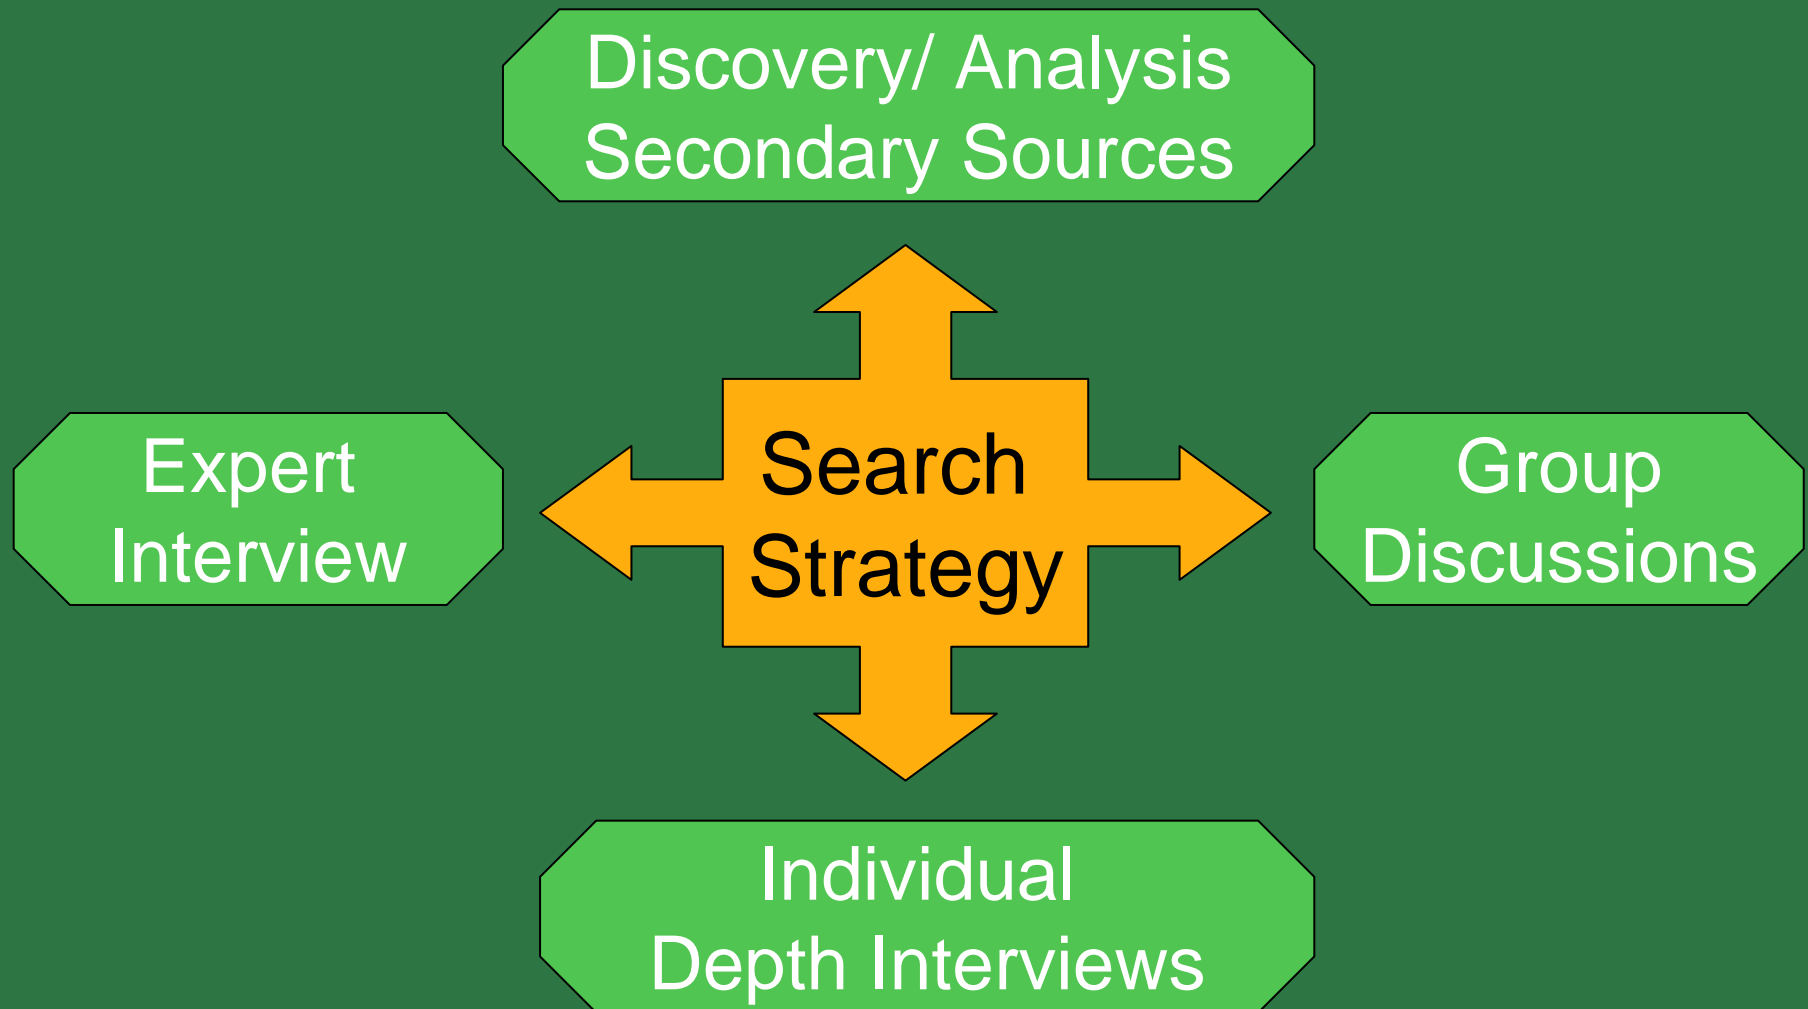 Discovery/ Analysis
Secondary Sources
Expert
Interview
Search
Strategy
Group
Discussions
Individual
Depth Interviews